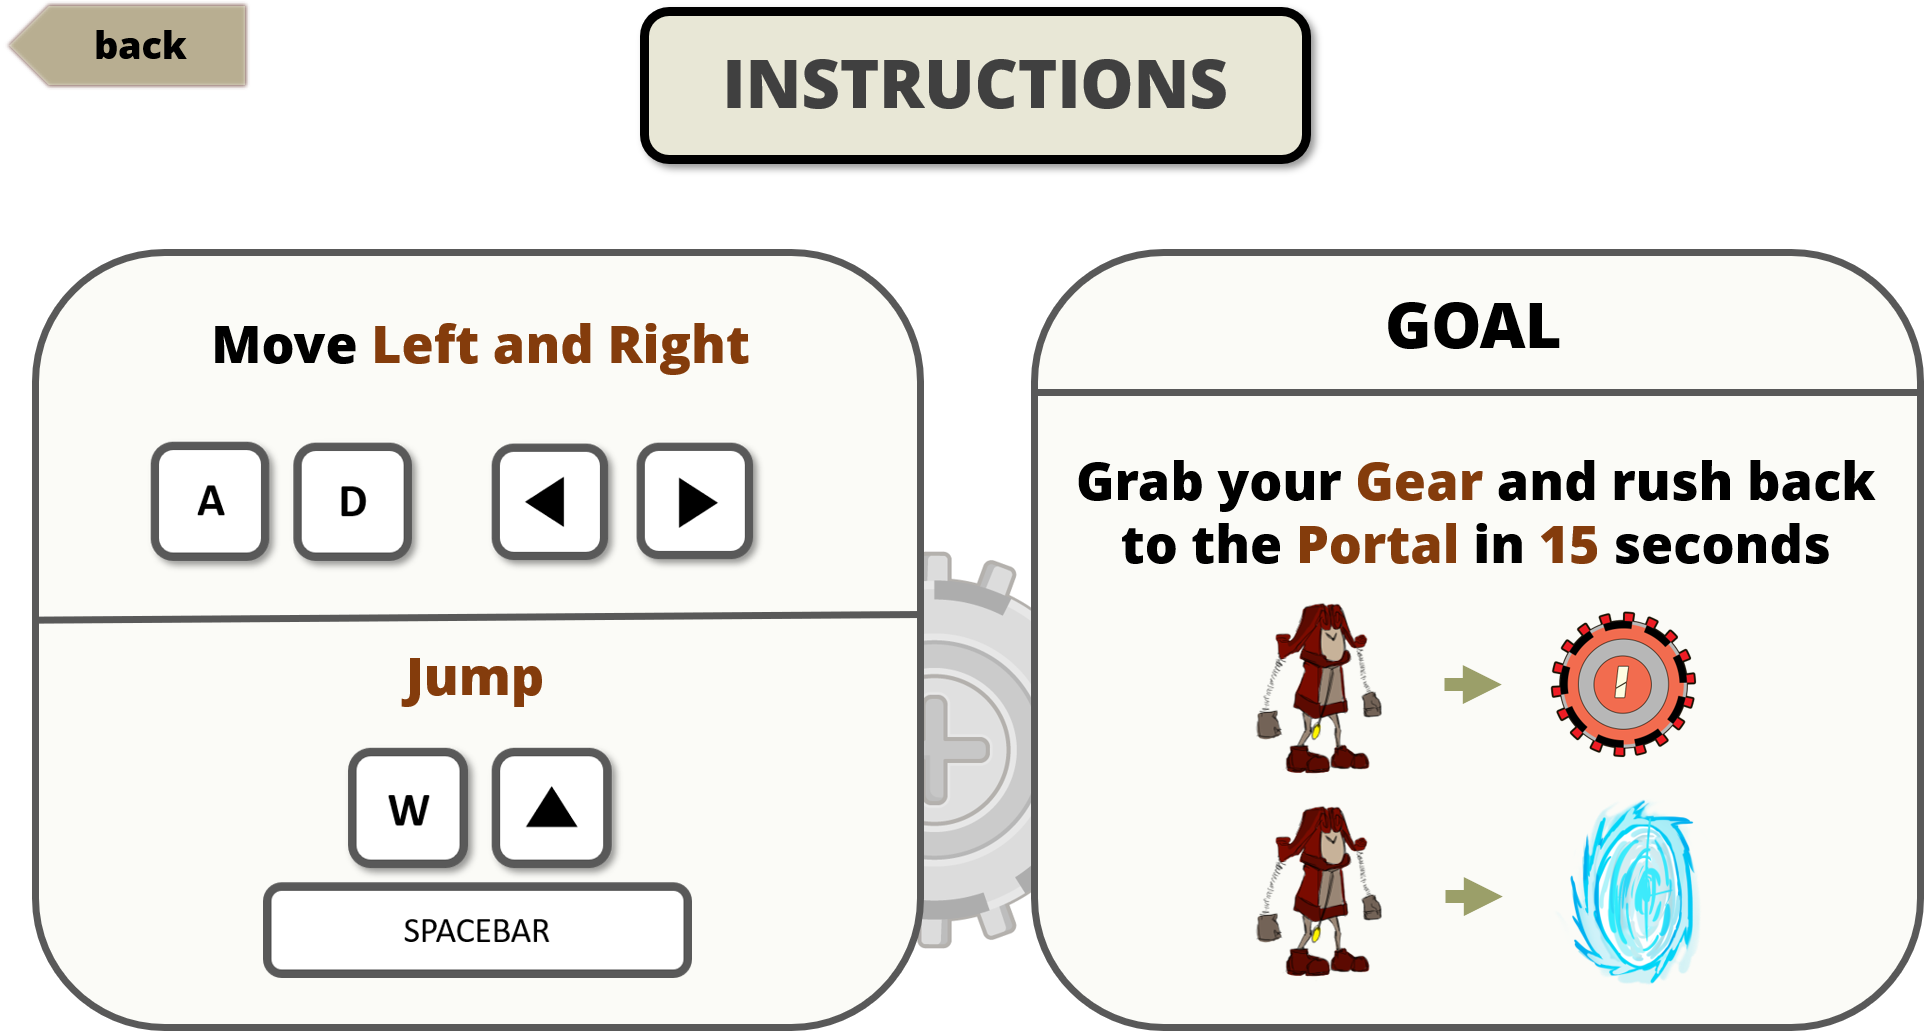 back
INSTRUCTIONS
Move Left and Right
A D
Jump
W
SPACEBAR
GOAL
Grab your Gear and rush back
to the Portal in 15 seconds